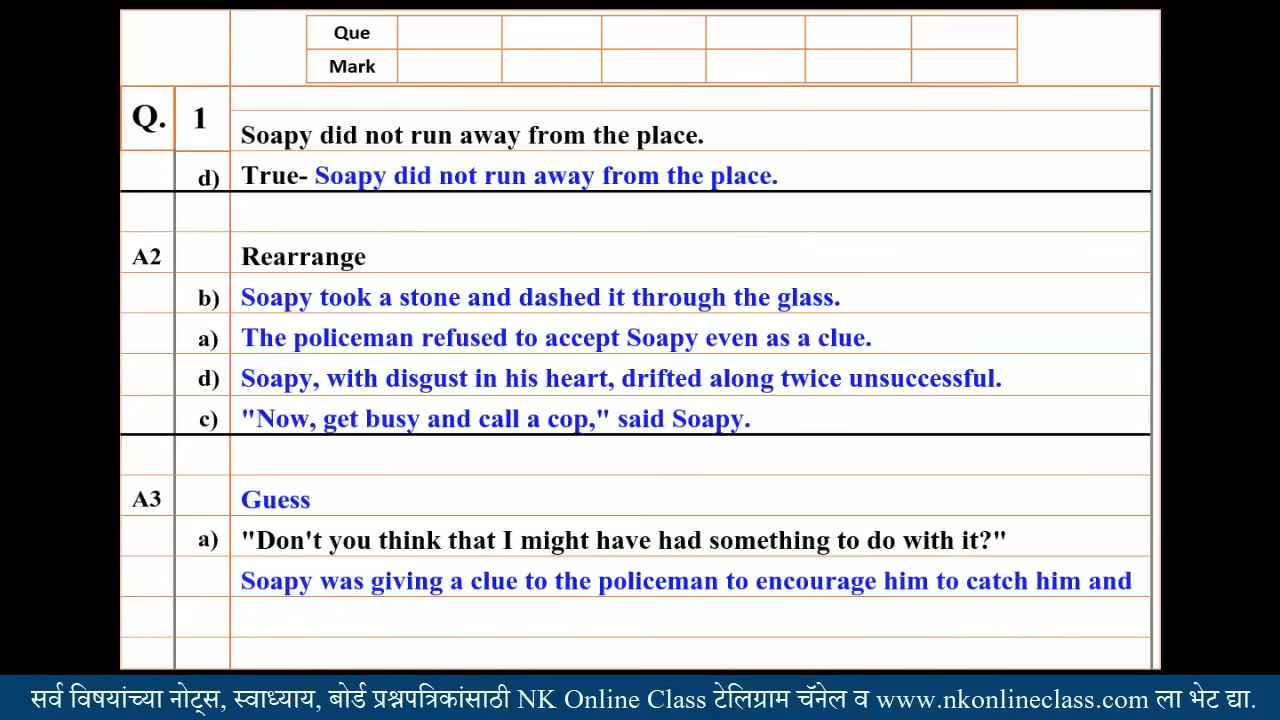 Que
Mark
Q. 1
Soapy did not run away from the place.
d) True- Soapy did not run away from the place.
A2 Rearrange
b) Soapy took a stone and dashed it through the glass.
a) The policeman refused to accept Soapy even as a clue.
d) Soapy, with disgust in his heart, drifted along twice unsuccessful.
c) "Now, get busy and call a cop," said Soapy.
A3 Guess
a) "Don't you think that I might have had something to do with it?"
Soapy was giving a clue to the policeman to encourage him to catch him and
सर्व विषयांच्या नोट्स, स्वाध्याय, बोर्ड प्रश्नपत्रिकांसाठी NK Online Class टेलिग्राम चॅनेल व www.nkonlineclass.com ला भेट द्या.